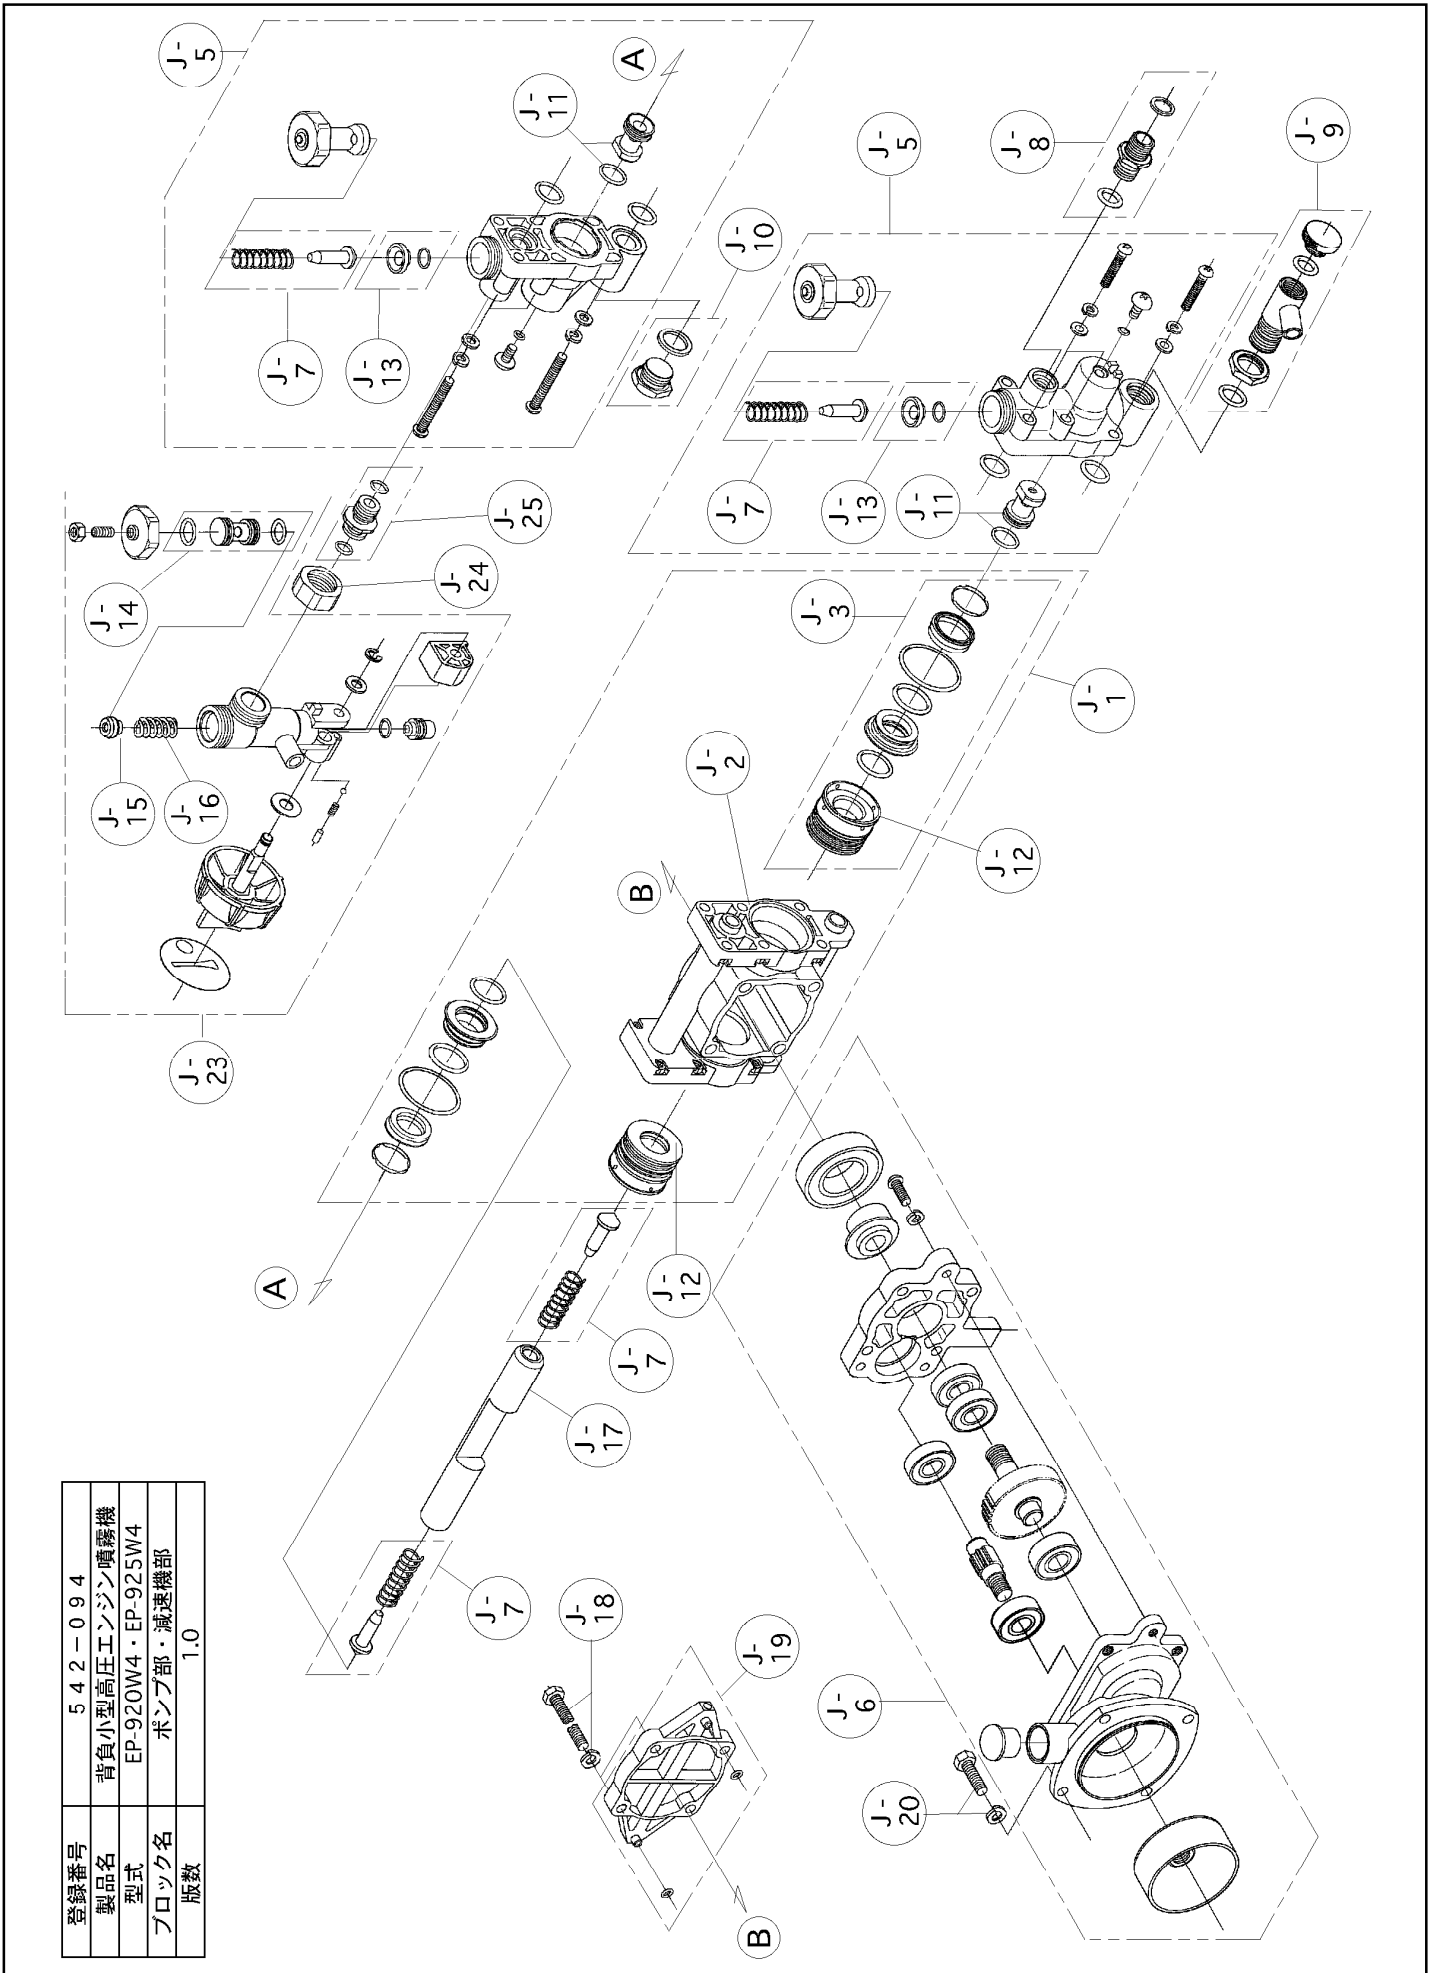 登録番号 542-094
製品名 背負小型高圧エンジン噴霧機
型式 EP-920W4・EP-925W4
ブロック名 ポンプ部・減速機部
版数 1.0
J-5
J-11
A
J-7
J-13
J-10
J-5
J-8
J-9
J-25
J-24
J-14
J-15
J-16
J-23
J-7
J-13
J-11
J-3
J-1
J-2
J-12
B
A
J-12
J-7
J-17
J-7
J-18
J-19
J-6
J-20
B